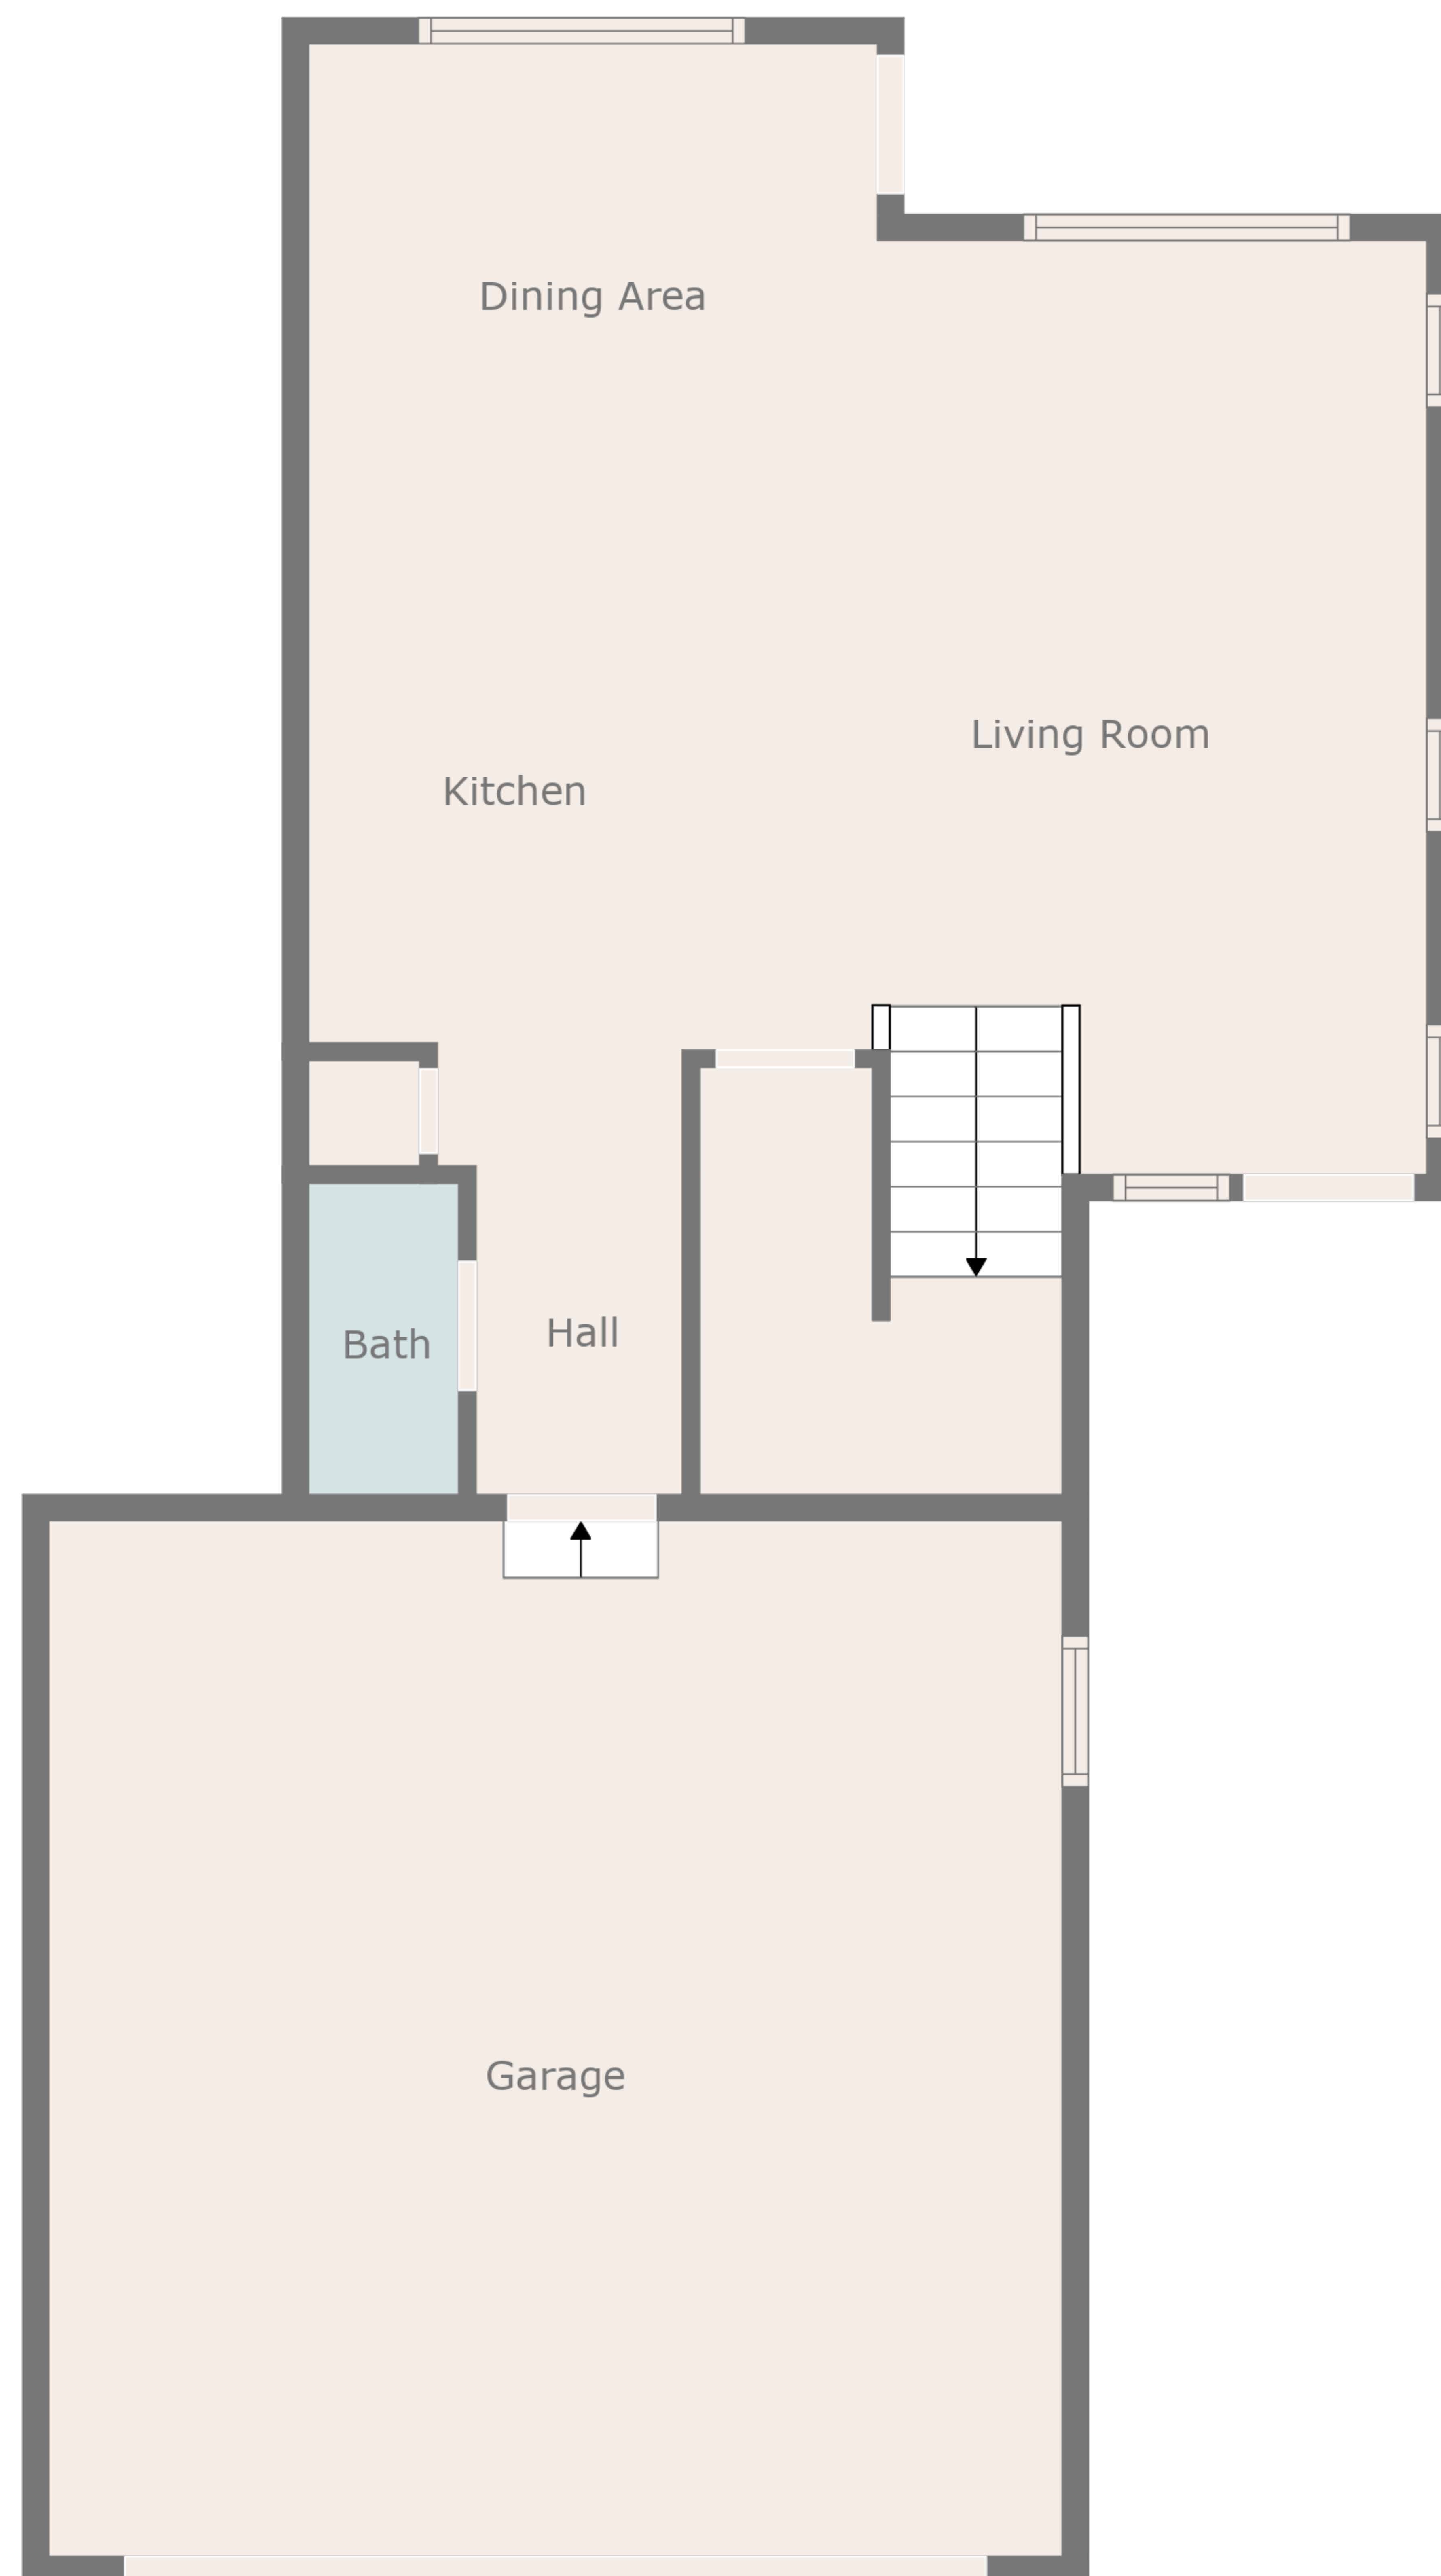 Dining Area
Living Room
Kitchen
Hall
Bath
Garage